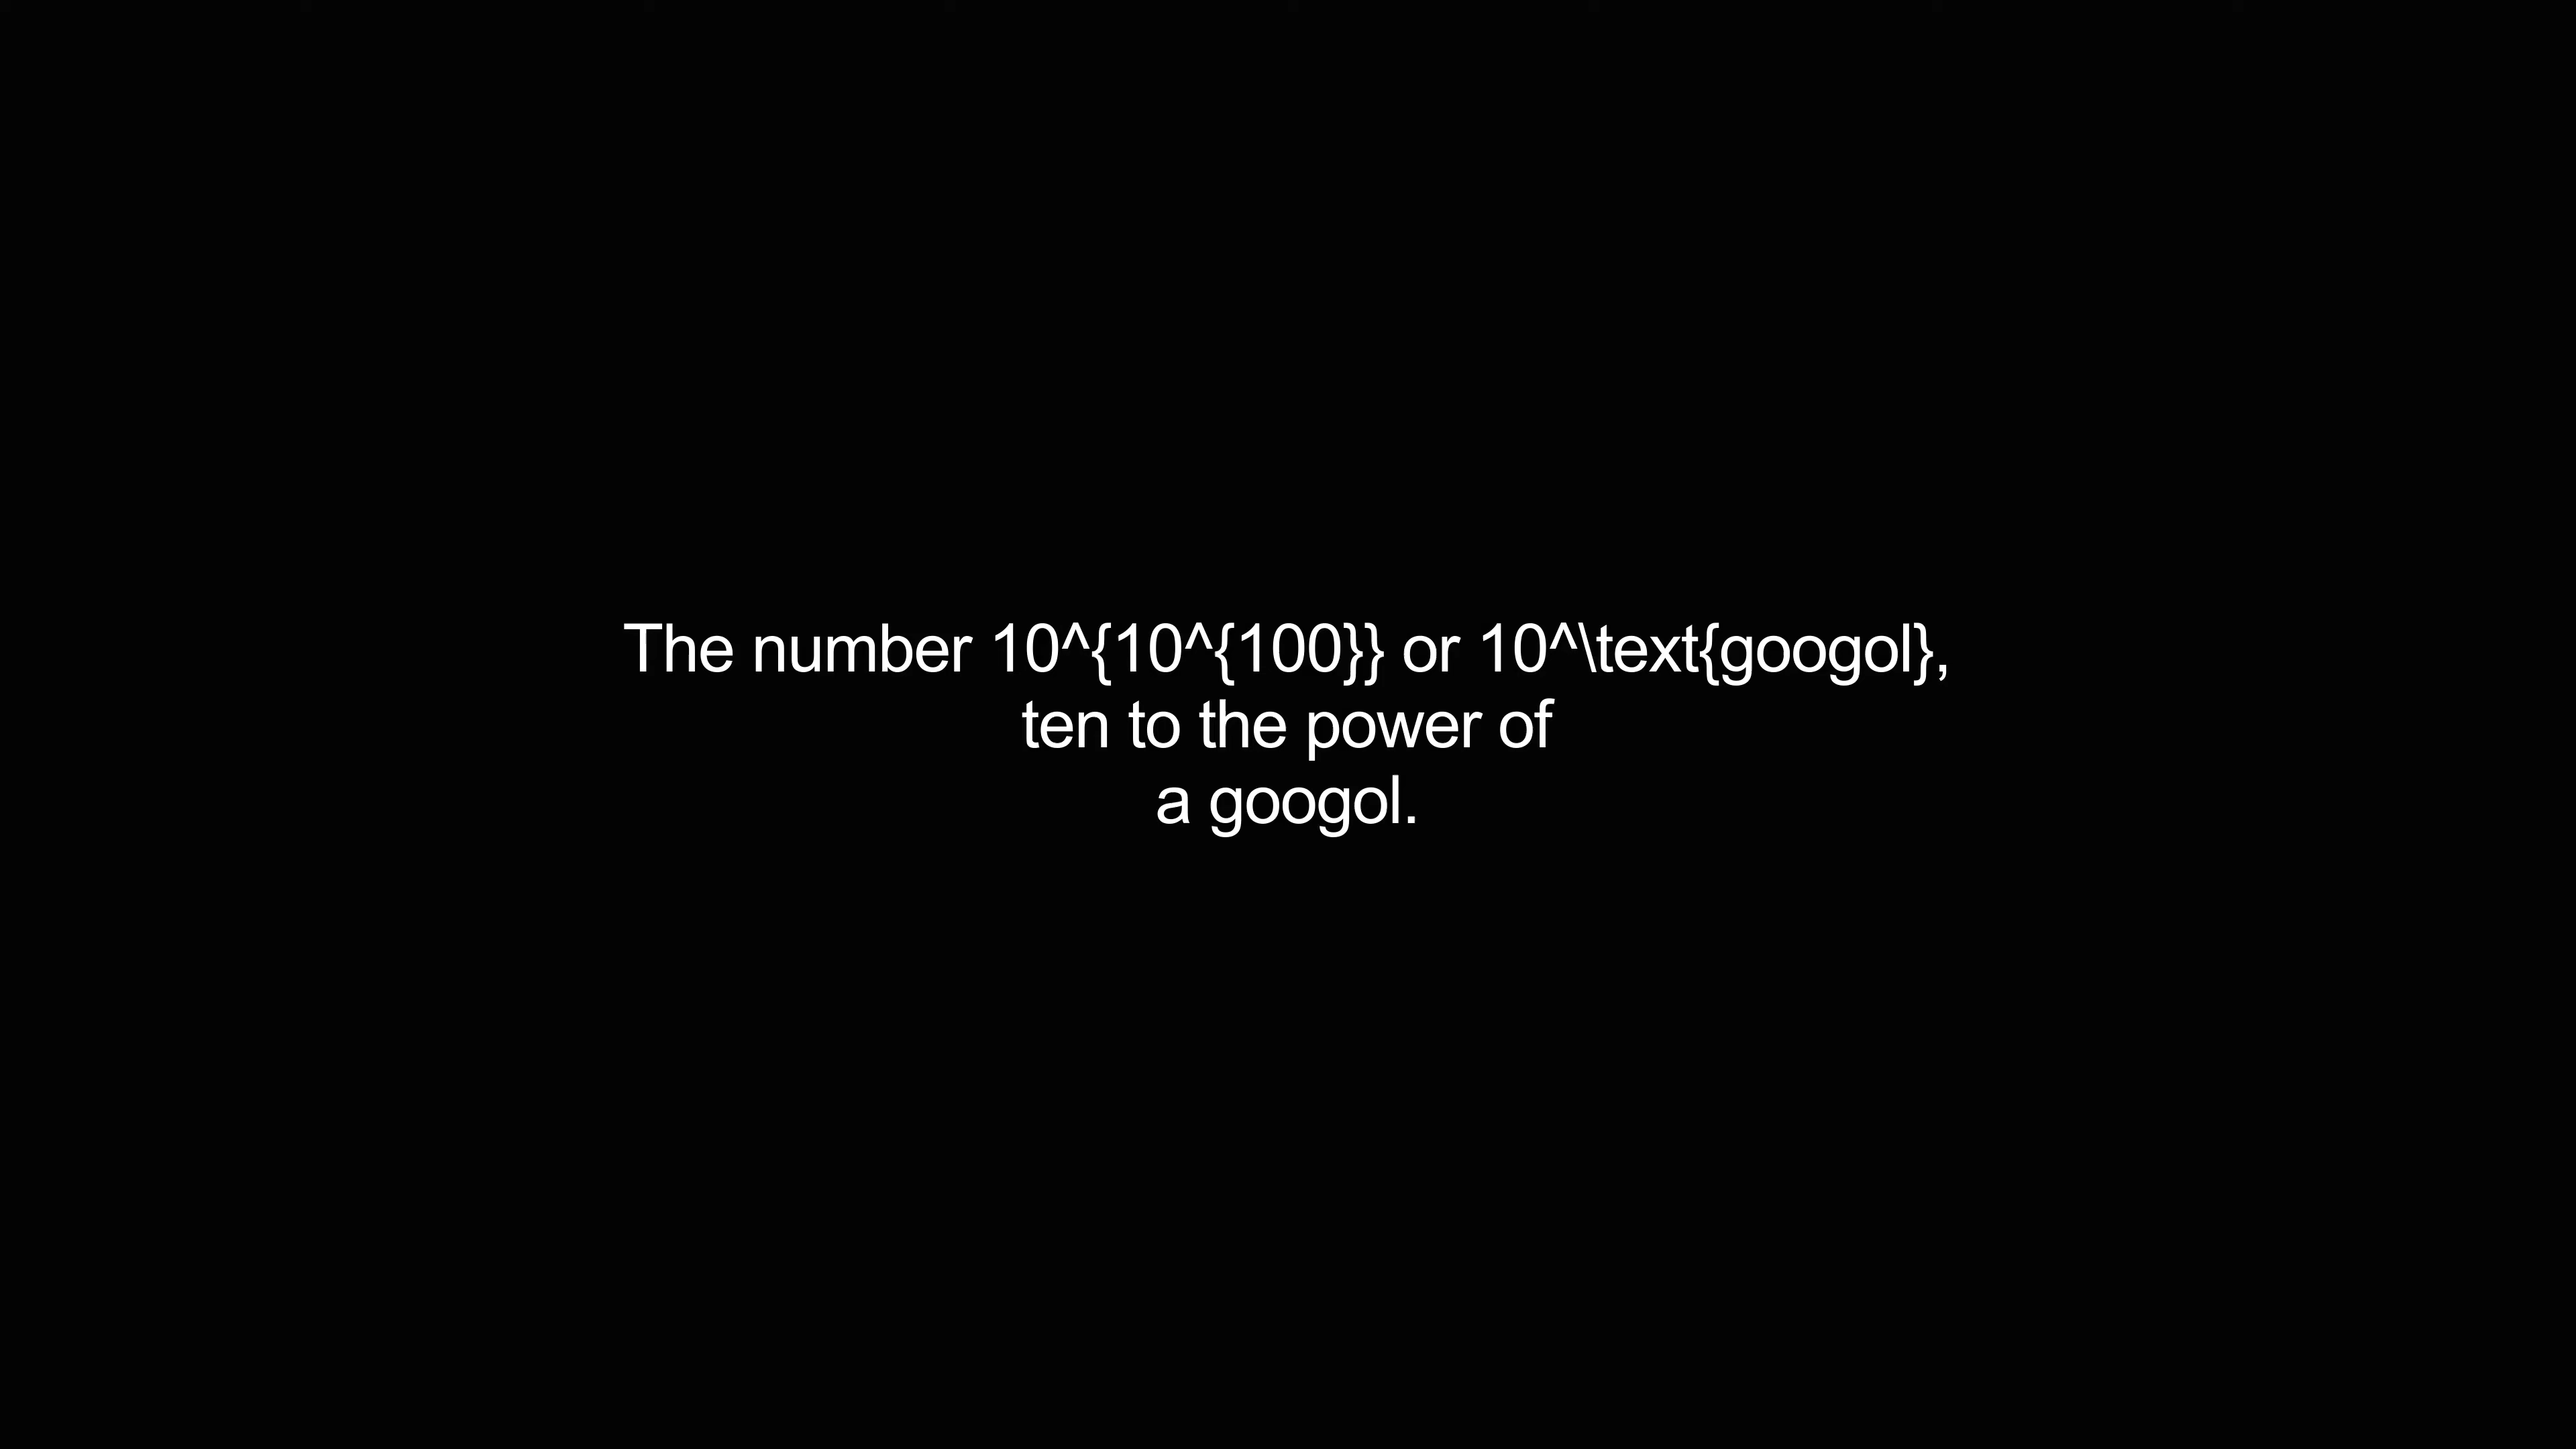 The number 10^{10^{100}} or 10^\text{googol},
ten to the power of
a googol.